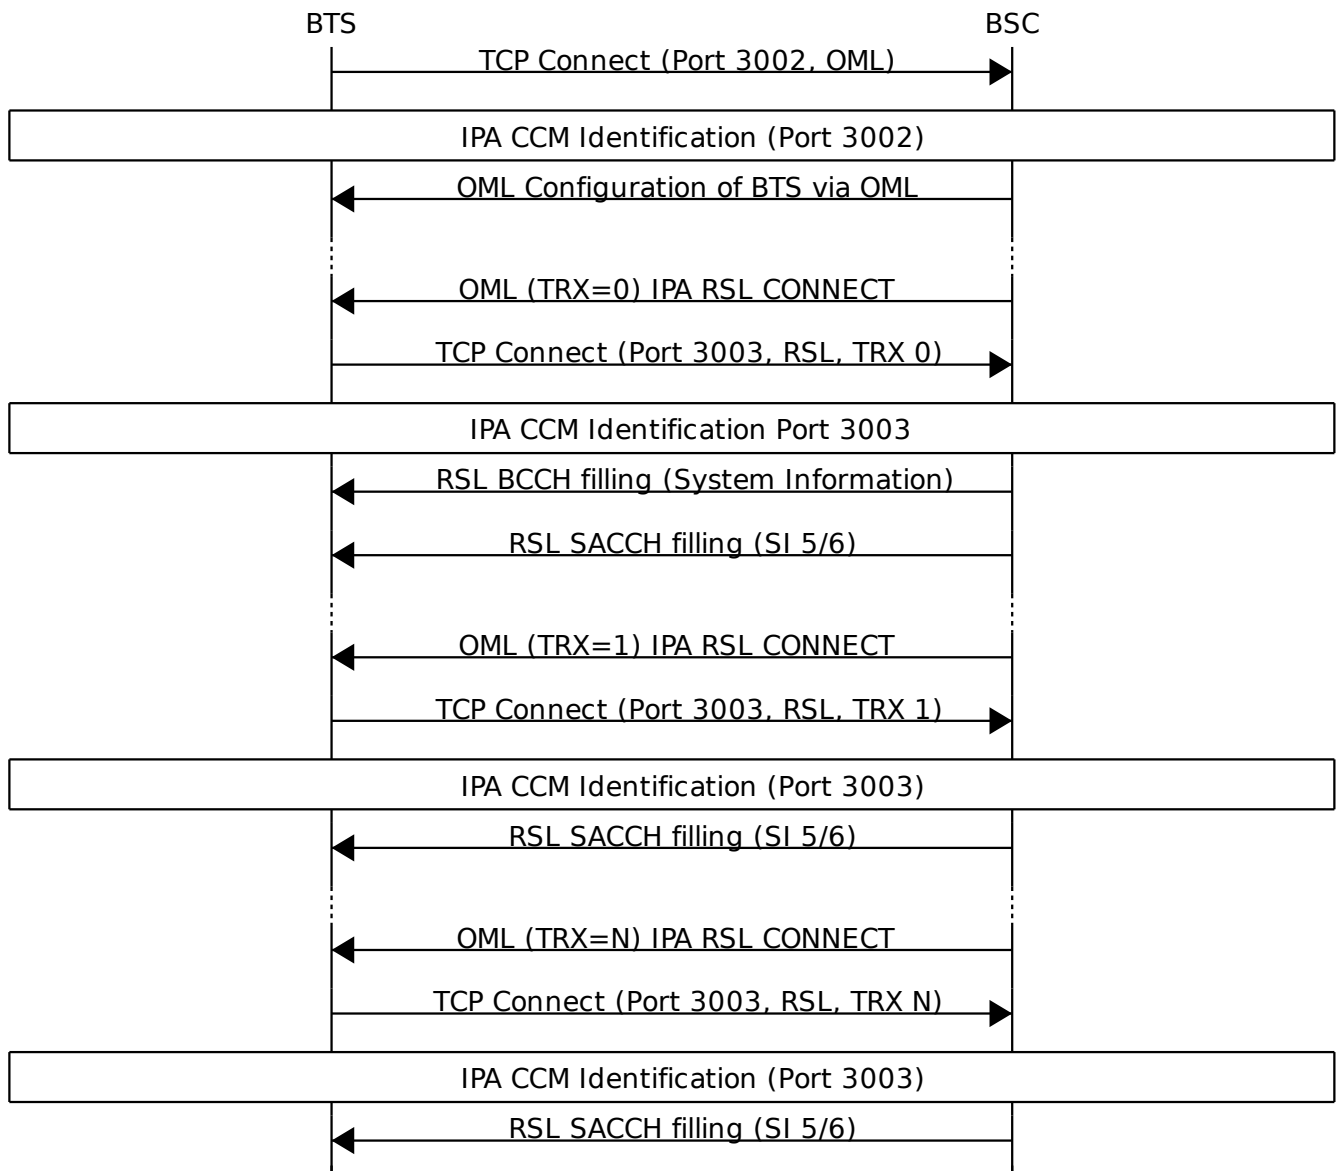 BTS
BSC
TCP Connect (Port 3002, OML)
IPA CCM Identification (Port 3002)
OML Configuration of BTS via OML
OML (TRX=0) IPA RSL CONNECT
TCP Connect (Port 3003, RSL, TRX 0)
IPA CCM Identification Port 3003
RSL BCCH filling (System Information)
RSL SACCH filling (SI 5/6)
OML (TRX=1) IPA RSL CONNECT
TCP Connect (Port 3003, RSL, TRX 1)
IPA CCM Identification (Port 3003)
RSL SACCH filling (SI 5/6)
OML (TRX=N) IPA RSL CONNECT
TCP Connect (Port 3003, RSL, TRX N)
IPA CCM Identification (Port 3003)
RSL SACCH filling (SI 5/6)